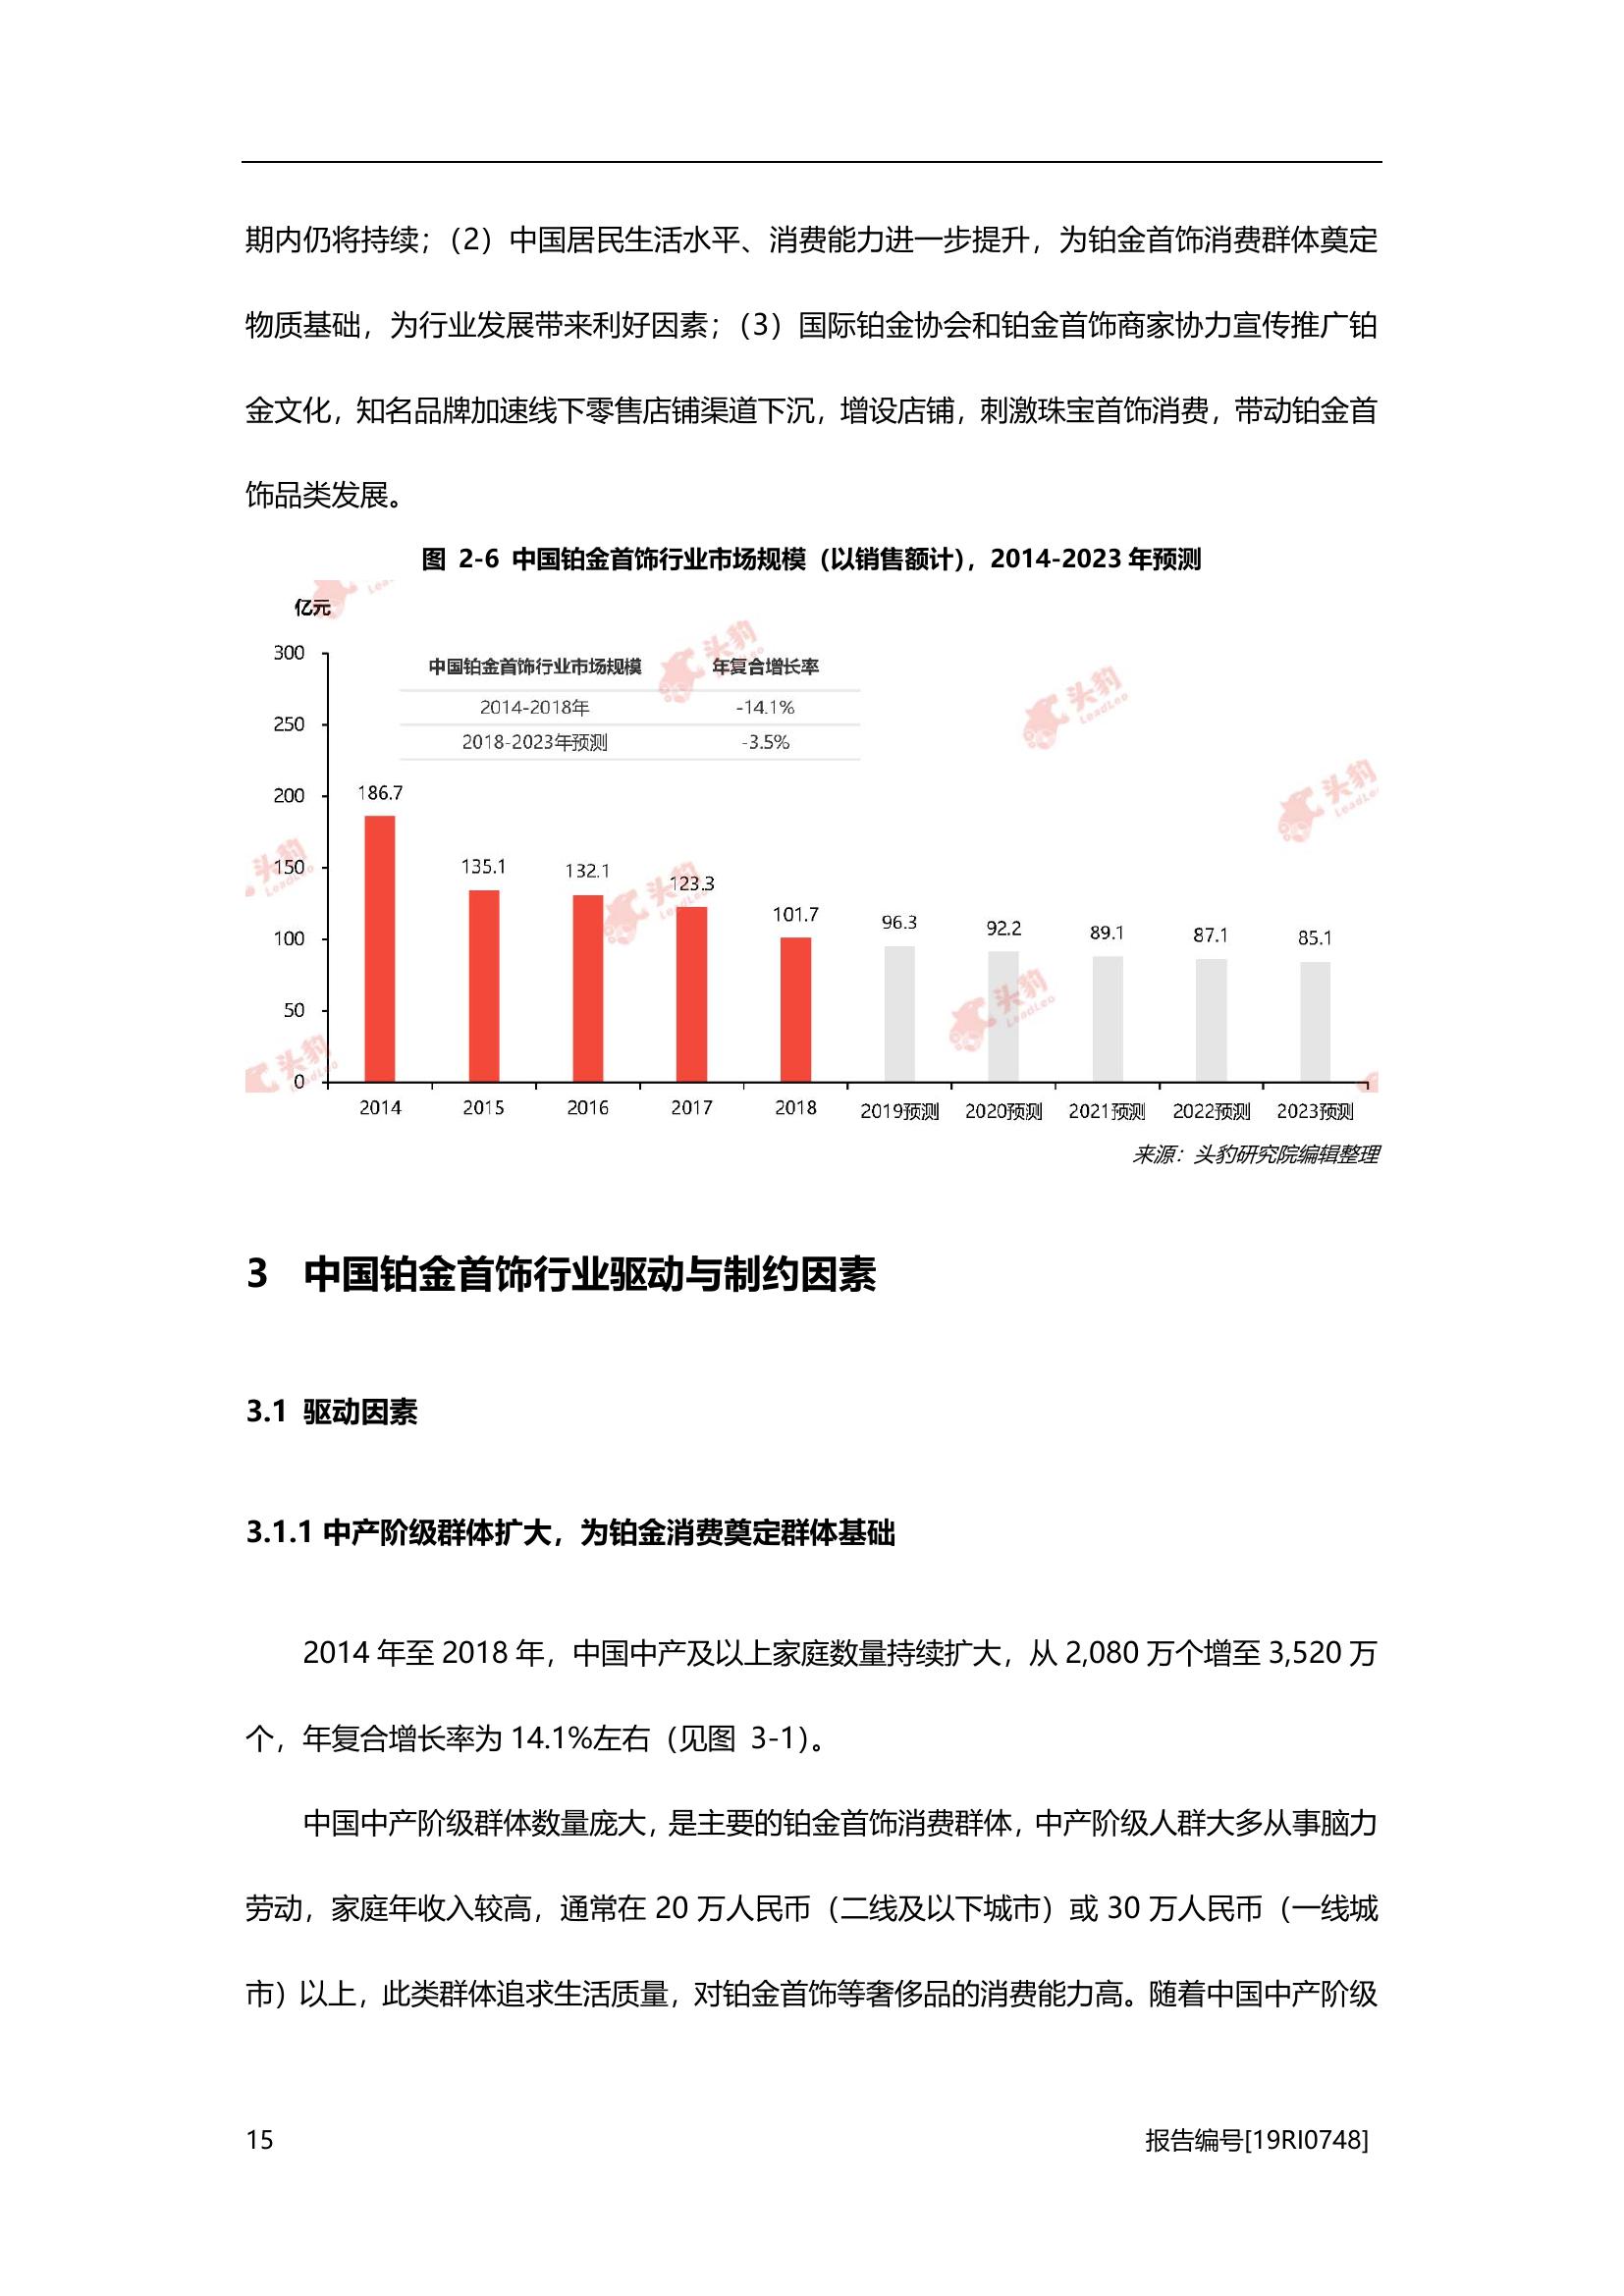 期内仍将持续；（2）中国居民生活水平、消费能力进一步提升，为铂金首饰消费群体奠定
物质基础，为行业发展带来利好因素；（3）国际铂金协会和铂金首饰商家协力宣传推广铂
金文化，知名品牌加速线下零售店铺渠道下沉，增设店铺，刺激珠宝首饰消费，带动铂金首
饰品类发展。
图 2-6 中国铂金首饰行业市场规模（以销售额计），2014-2023 年预测
亿元
中国铂金首饰行业市场规模 年复合增长率
2014-2018年 -14.1%
2018-2023年预测 -3.5%
300
250
200
150
100
50
0
186.7
135.1
132.1
123.3
101.7
96.3
92.2
89.1
87.1
85.1
2014 2015 2016 2017 2018 2019预测 2020预测 2021预测 2022预测 2023预测
头豹
LeadLeo
来源：头豹研究院编辑整理
3 中国铂金首饰行业驱动与制约因素
3.1 驱动因素
3.1.1 中产阶级群体扩大，为铂金消费奠定群体基础
2014 年至 2018 年，中国中产及以上家庭数量持续扩大，从 2,080 万个增至 3,520 万
个，年复合增长率为 14.1%左右（见图 3-1）。
中国中产阶级群体数量庞大，是主要的铂金首饰消费群体，中产阶级人群大多从事脑力
劳动，家庭年收入较高，通常在 20 万人民币（二线及以下城市）或 30 万人民币（一线城
市）以上，此类群体追求生活质量，对铂金首饰等奢侈品的消费能力高。随着中国中产阶级
15 报告编号[19RI0748]